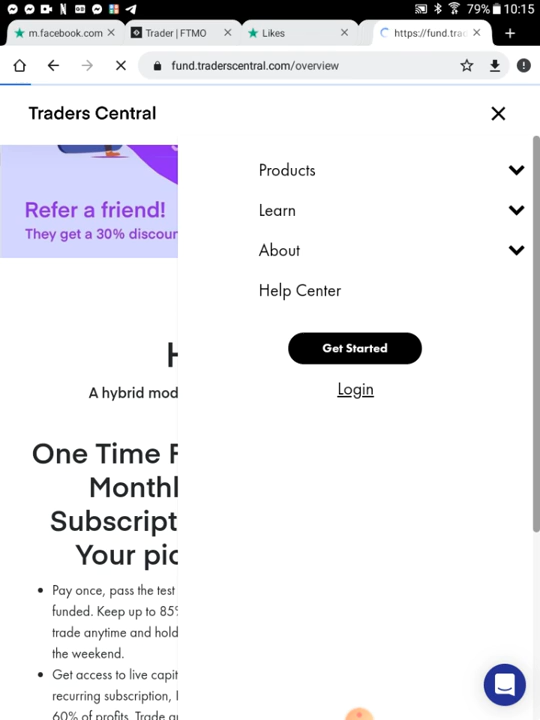 79% 10:15
m.facebook.com
Trader | FTMO
Likes
https://fund.trad
fund.traderscentral.com/overview
Traders Central
Products
Learn
About
Help Center
Get Started
Login
Refer a friend!
They get a 30% discour
H
A hybrid mod
One Time F
Monthl
Subscript
Your pic
Pay once, pass the test
funded. Keep up to 85%
trade anytime and hold
the weekend.
Get access to live capit
recurring subscription,
60% of profits. Trade